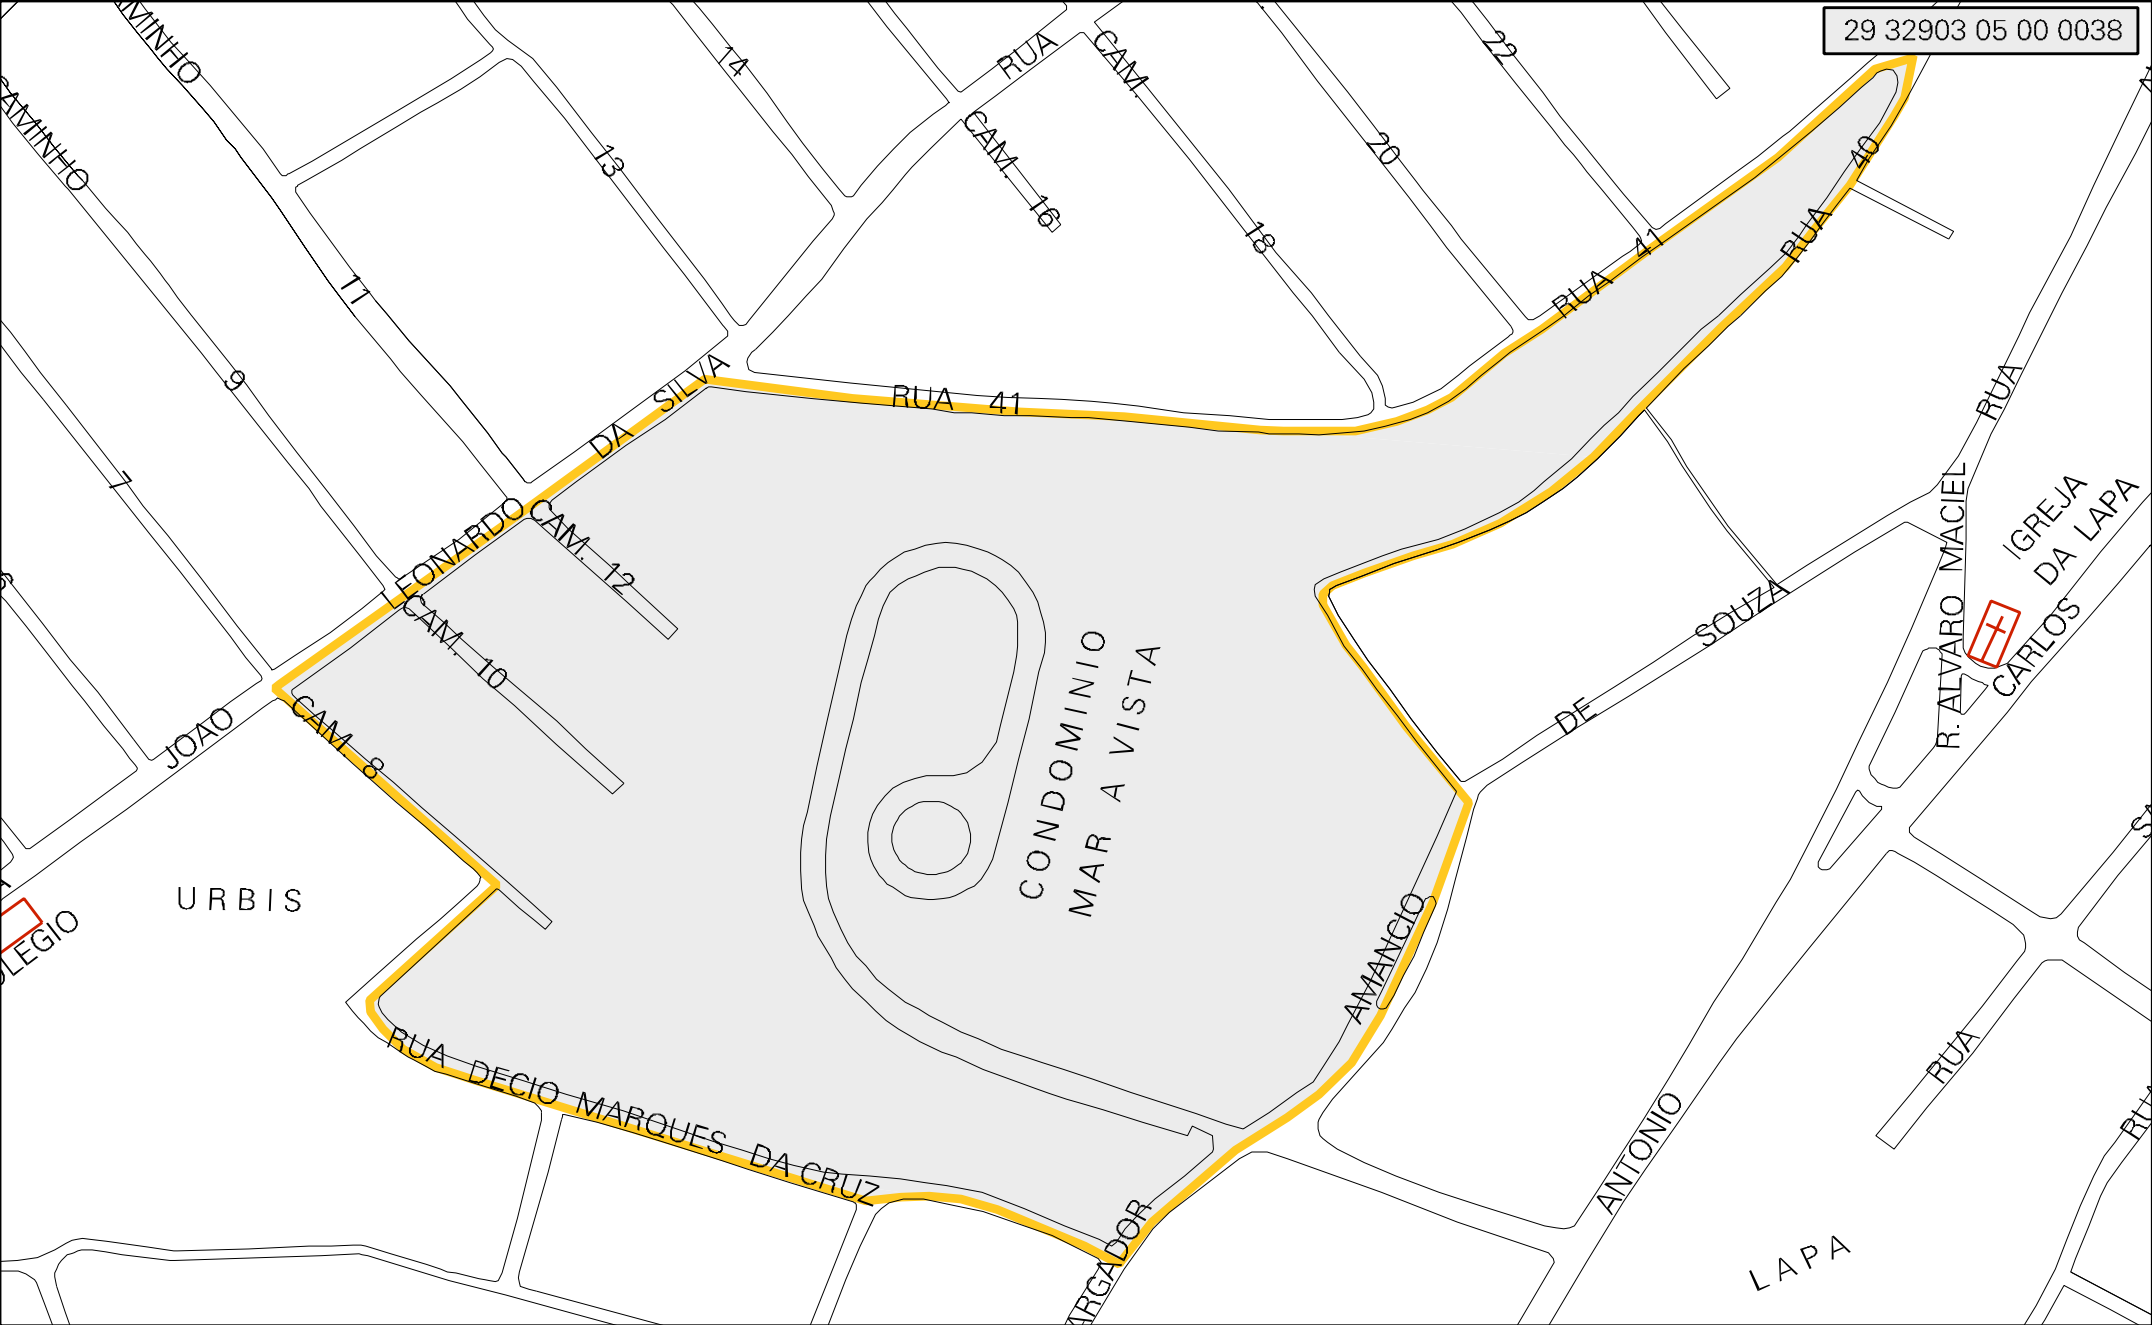 29 32903 05 00 0038
CAMINHO
14
RUA
CAM.
22
13
CAM. 16
20
18
40
RUA
11
RUA 41
9
RUA 41
JOAO LEONARDO DA SILVA
7
CAM. 12
CAM. 10
CAM. 8
RUA
R. ALVARO MACIEL
IGREJA
DA LAPA
CARLOS
DE SOUZA
AMANCIO
CONDOMINIO
MAR A VISTA
URBIS
RUA DECIO MARQUES DA CRUZ
ANTONIO
RUA
LAPA